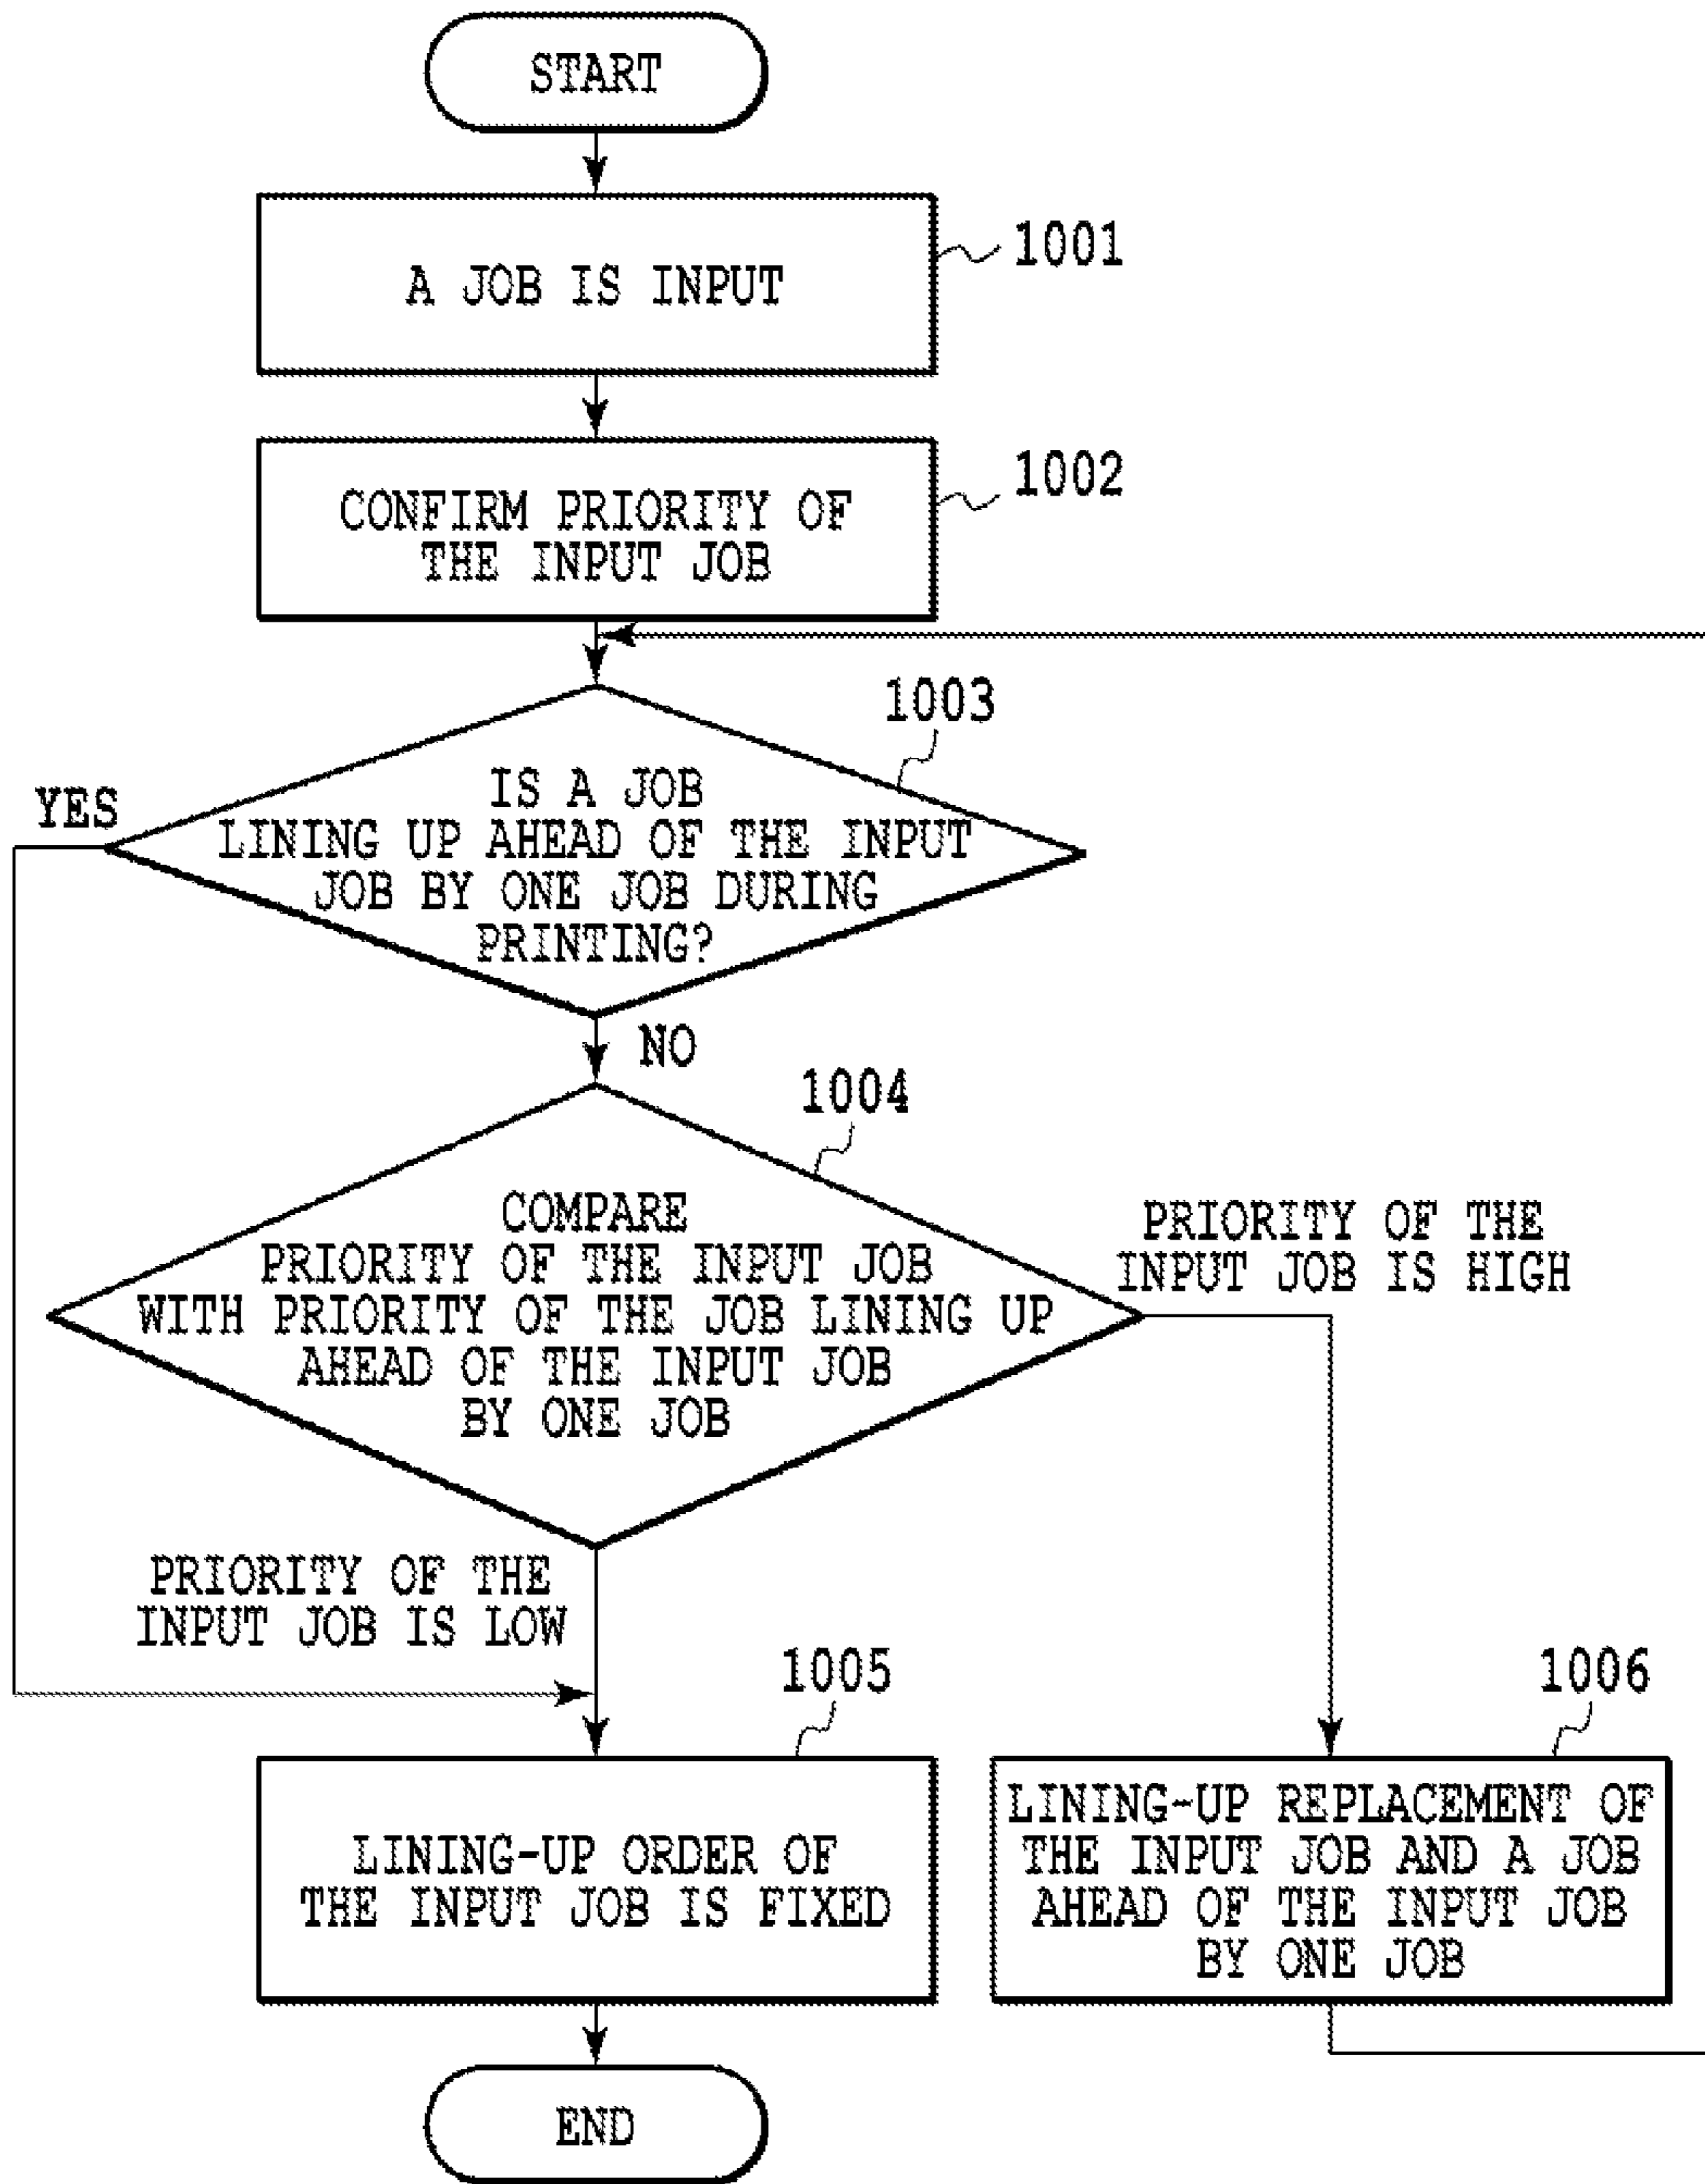 START
A JOB IS INPUT
1001
CONFIRM PRIORITY OF
THE INPUT JOB
1002
1003
IS A JOB
LINING UP AHEAD OF THE INPUT
JOB BY ONE JOB DURING
PRINTING?
YES
NO
1004
COMPARE
PRIORITY OF THE INPUT JOB
WITH PRIORITY OF THE JOB LINING UP
AHEAD OF THE INPUT JOB
BY ONE JOB
PRIORITY OF THE
INPUT JOB IS HIGH
PRIORITY OF THE
INPUT JOB IS LOW
1005
LINING-UP ORDER OF
THE INPUT JOB IS FIXED
1006
LINING-UP REPLACEMENT OF
THE INPUT JOB AND A JOB
AHEAD OF THE INPUT JOB
BY ONE JOB
END